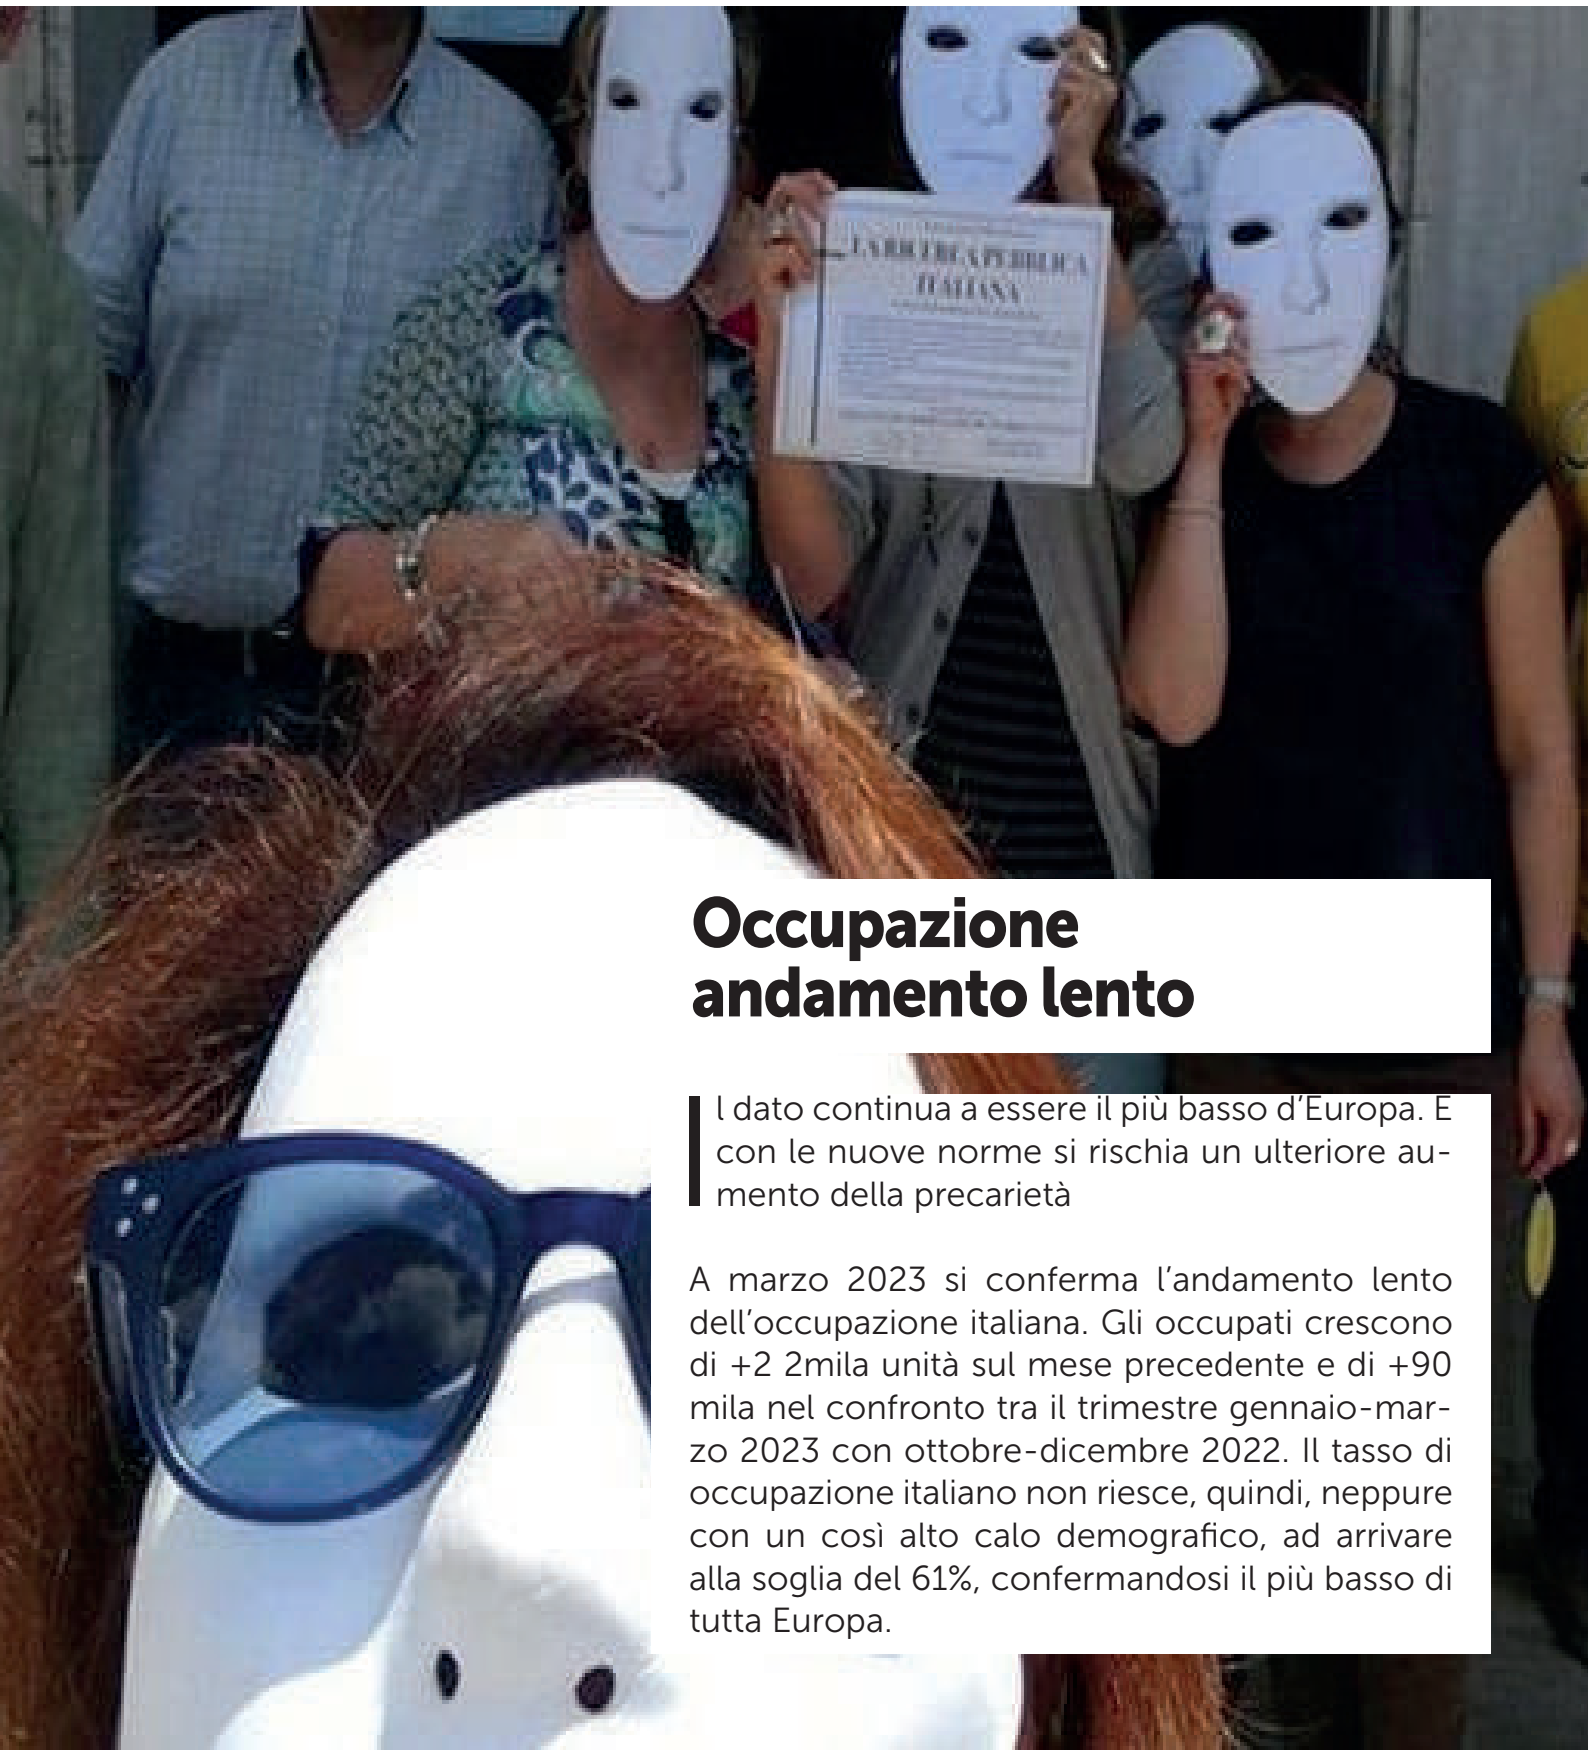 LA RICERCA PUBBLICA
ITALIANA
Occupazione
andamento lento
Il dato continua a essere il più basso d’Europa. E
con le nuove norme si rischia un ulteriore au-
mento della precarietà
A marzo 2023 si conferma l’andamento lento
dell’occupazione italiana. Gli occupati crescono
di +2 2mila unità sul mese precedente e di +90
mila nel confronto tra il trimestre gennaio-mar-
zo 2023 con ottobre-dicembre 2022. Il tasso di
occupazione italiano non riesce, quindi, neppure
con un così alto calo demografico, ad arrivare
alla soglia del 61%, confermandosi il più basso di
tutta Europa.